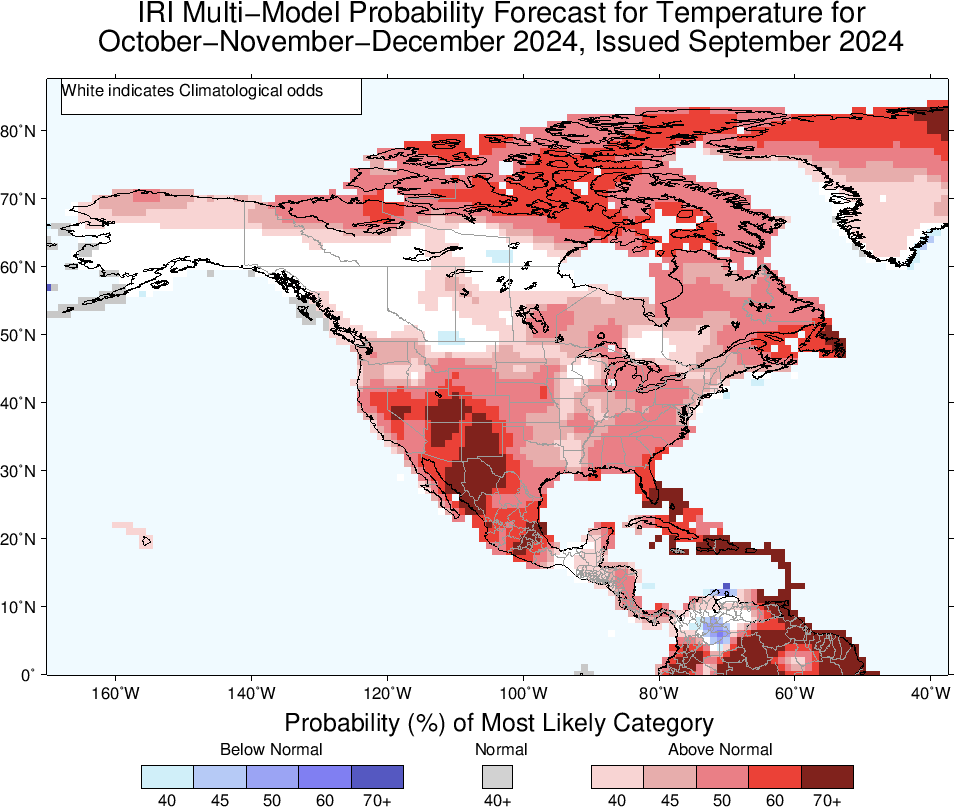 IRI Multi−Model Probability Forecast for Temperature for
October−November−December 2024, Issued September 2024
White indicates Climatological odds
80˚N
70˚N
60˚N
50˚N
40˚N
30˚N
20˚N
10˚N
0˚
160˚W 140˚W 120˚W 100˚W 80˚W 60˚W 40˚W
Probability (%) of Most Likely Category
Below Normal Normal Above Normal
40 45 50 60 70+ 40+ 40 45 50 60 70+